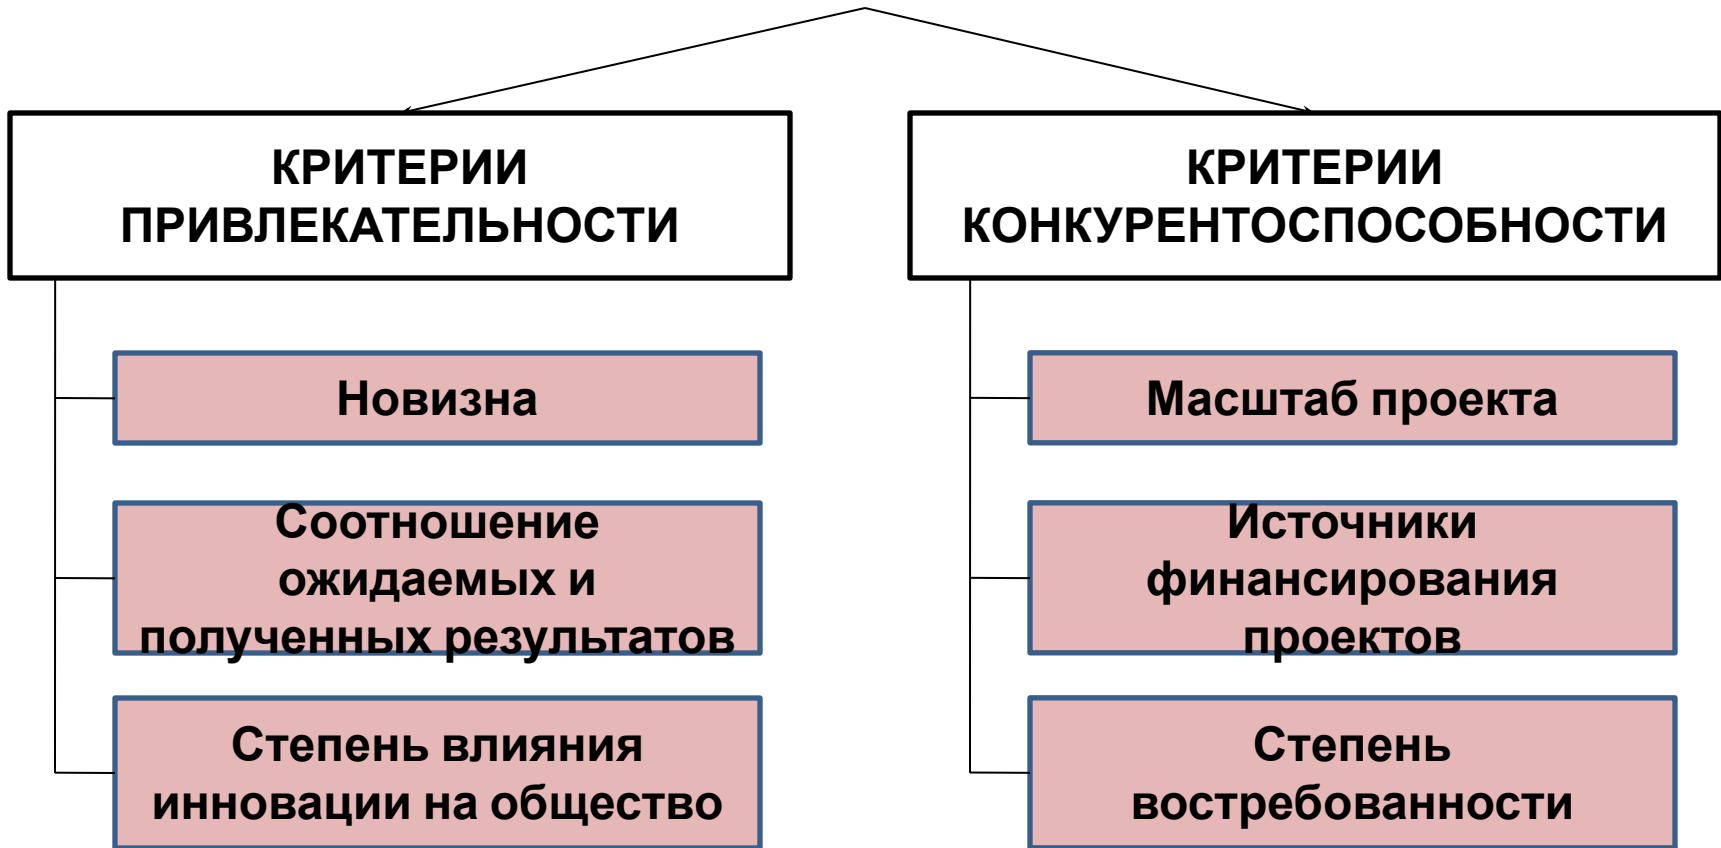 КРИТЕРИИ
ПРИВЛЕКАТЕЛЬНОСТИ
Новизна
Соотношение
ожидаемых и
полученных результатов
Степень влияния
инновации на общество
КРИТЕРИИ
КОНКУРЕНТОСПОСОБНОСТИ
Масштаб проекта
Источники
финансирования
проектов
Степень
востребованности